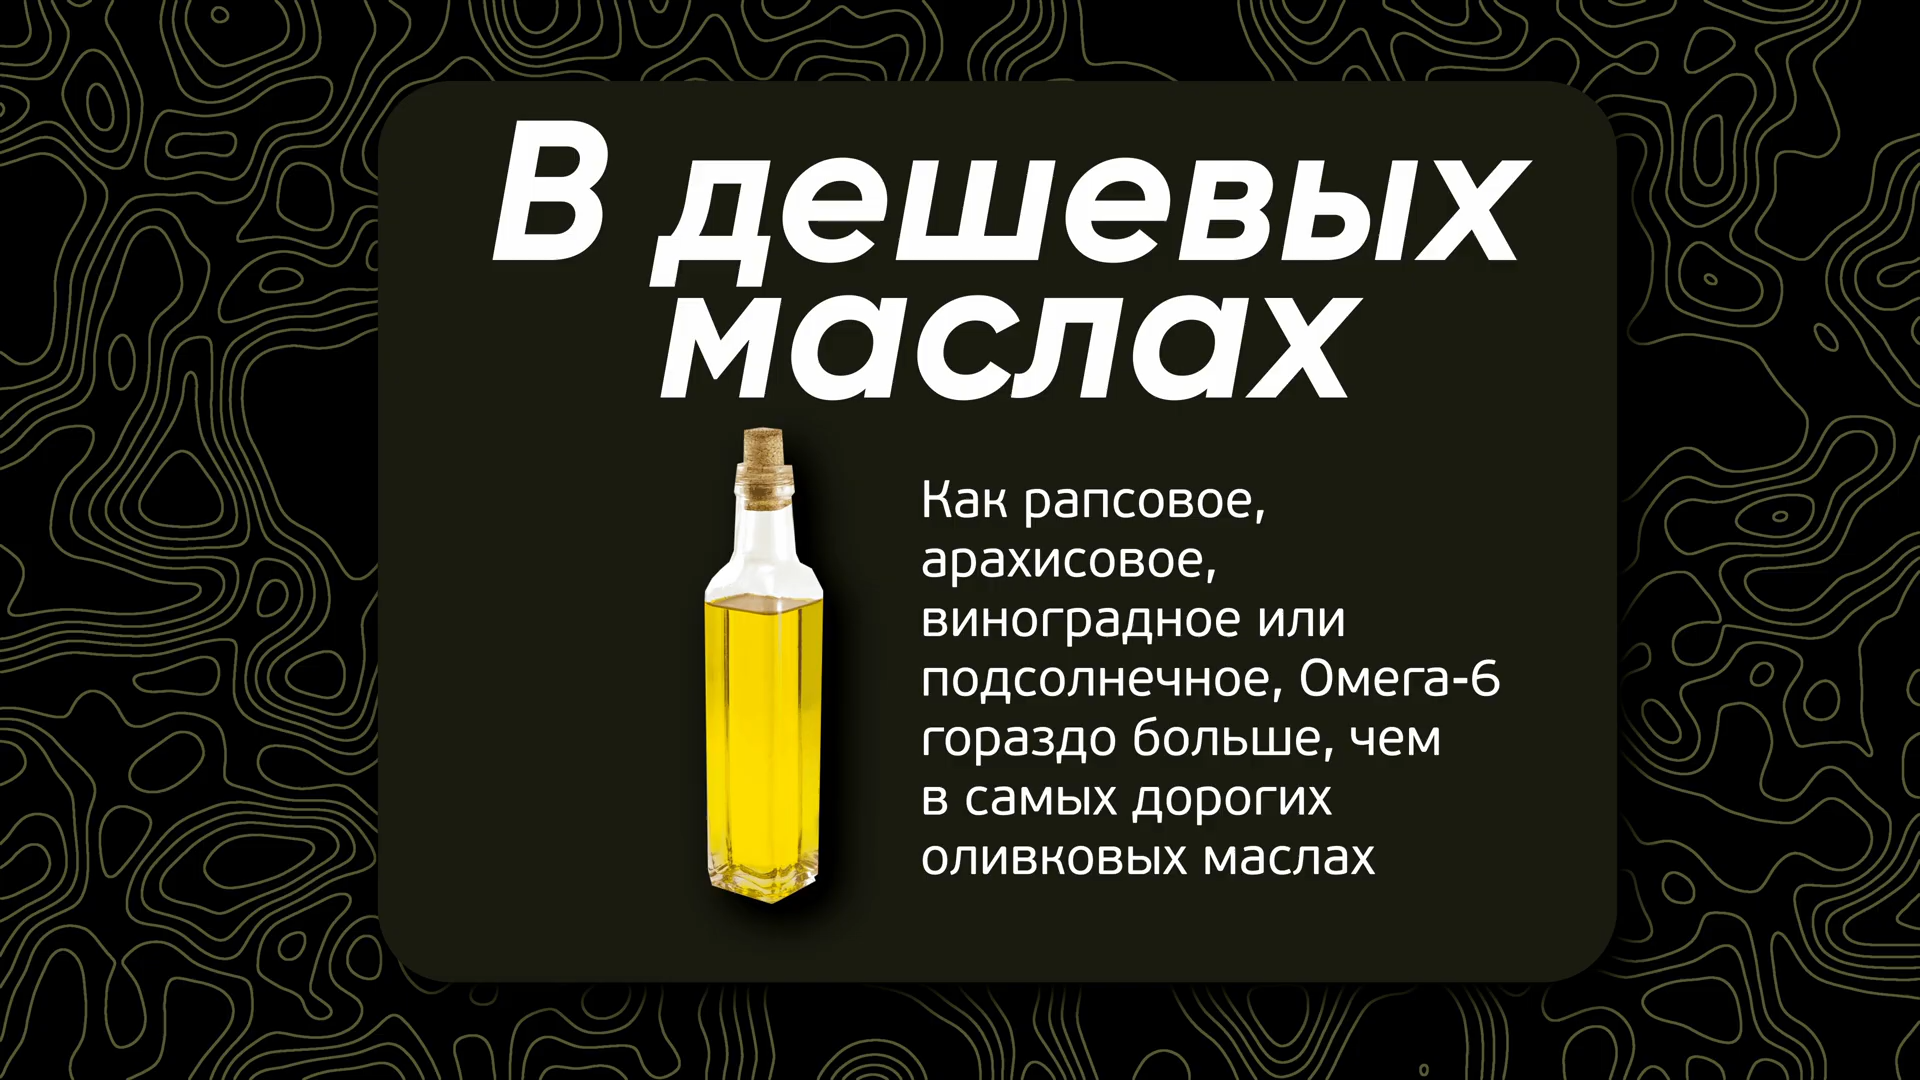 В дешевых
маслах
Как рапсовое,
арахисовое,
виноградное или
подсолнечное, Омега-6
гораздо больше, чем
в самых дорогих
оливковых маслах